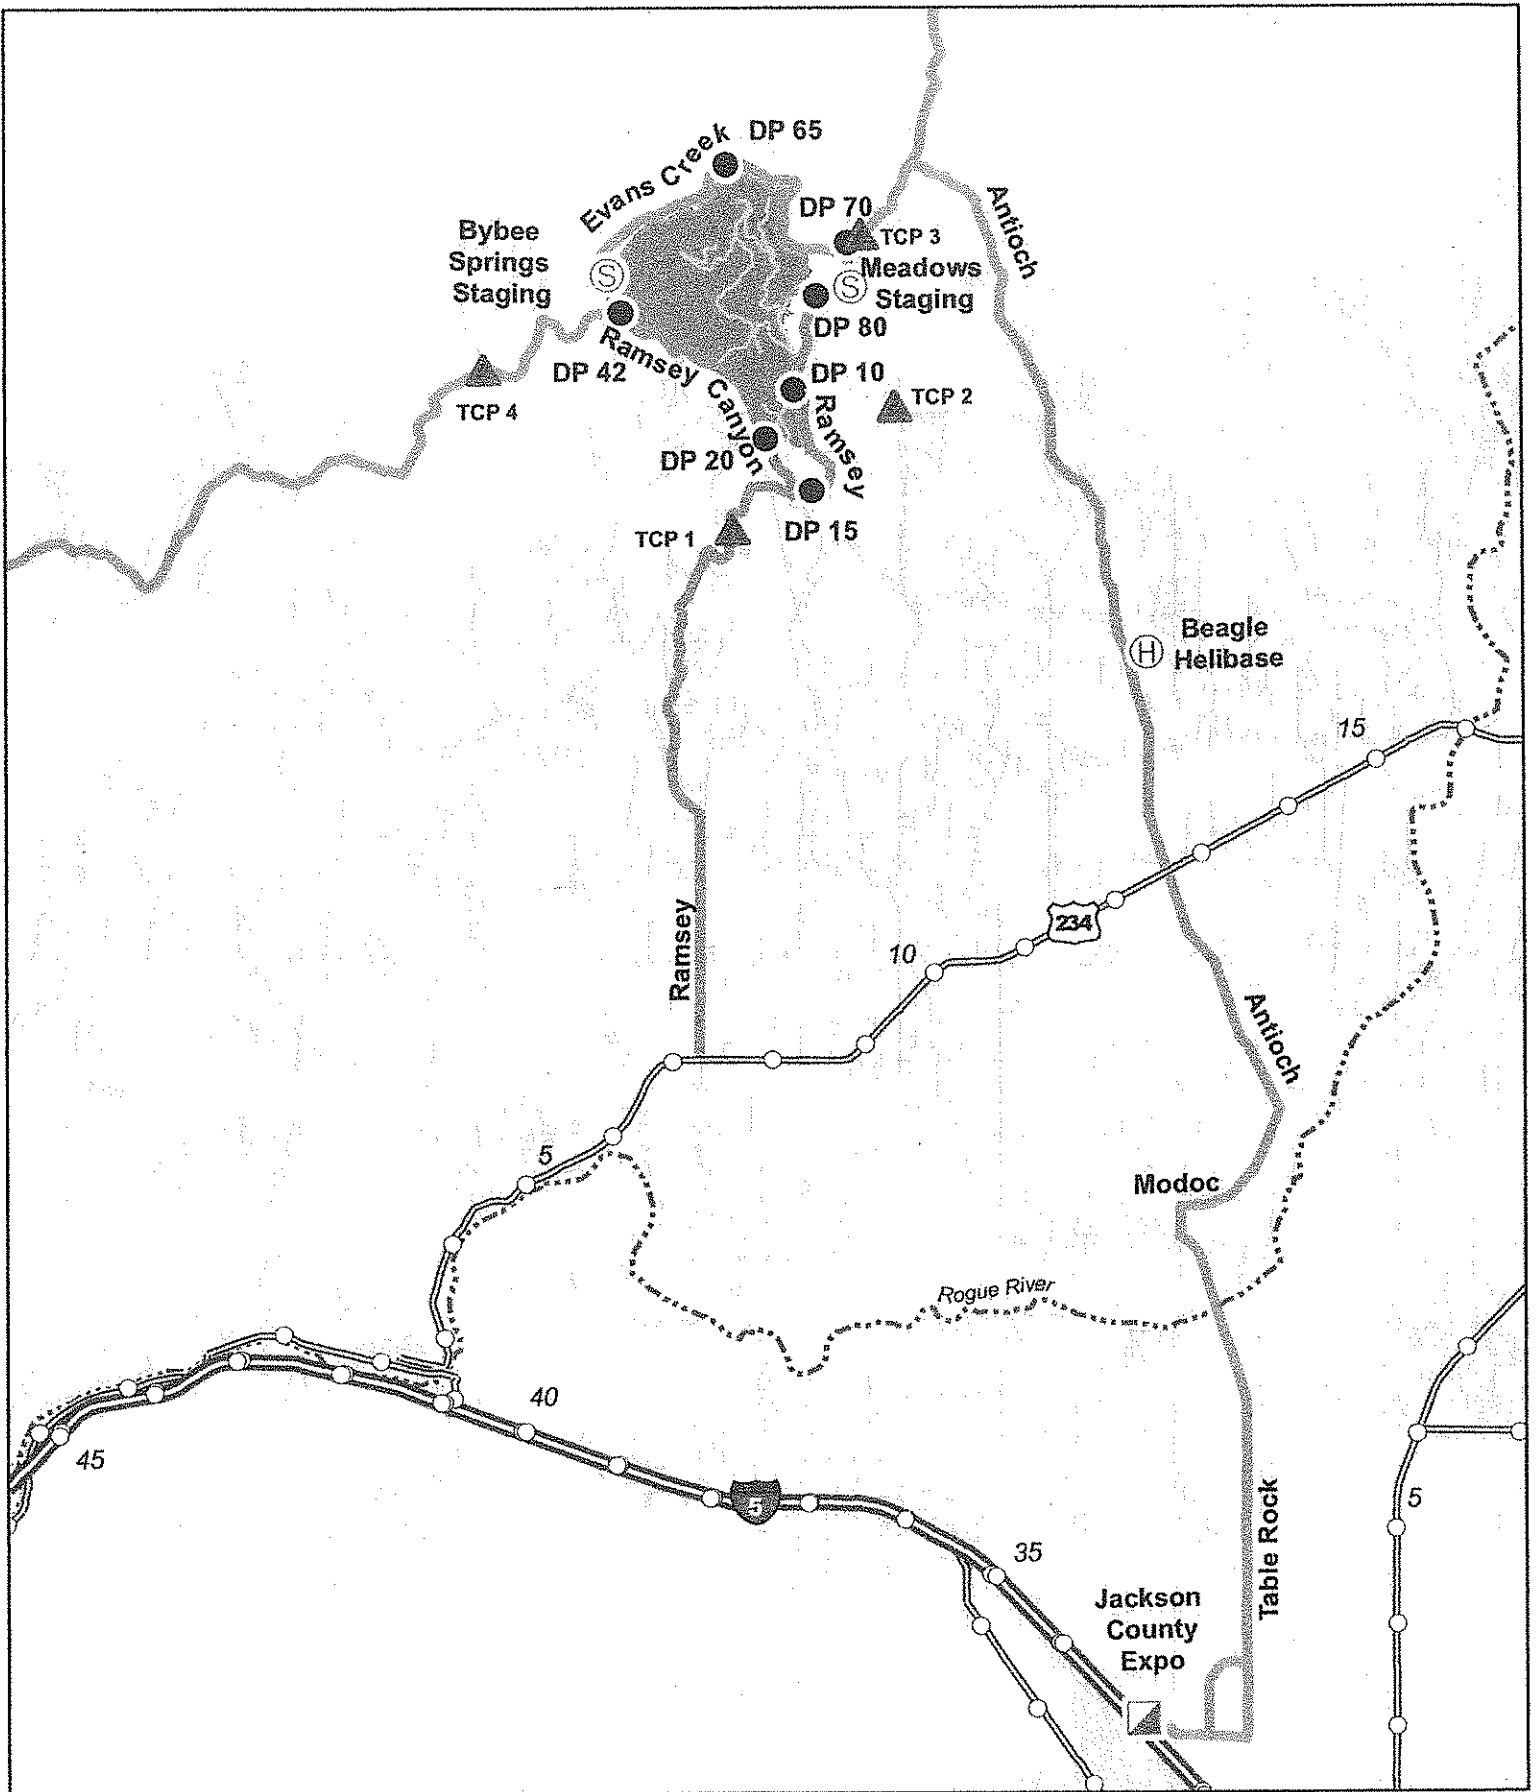 DP 65
Evans Creek
DP 70
Antioch
Bybee
Springs
Staging
S
TCP 3
S
Meadows
Staging
DP 80
Ramsey Canyon
DP 42
DP 10
TCP 4
TCP 2
Ramsey
DP 20
TCP 1
DP 15
H
Beagle
Helibase
15
234
Ramsey
10
Antioch
5
Modoc
Rogue River
40
45
5
5
35
Table Rock
Jackson
County
Expo